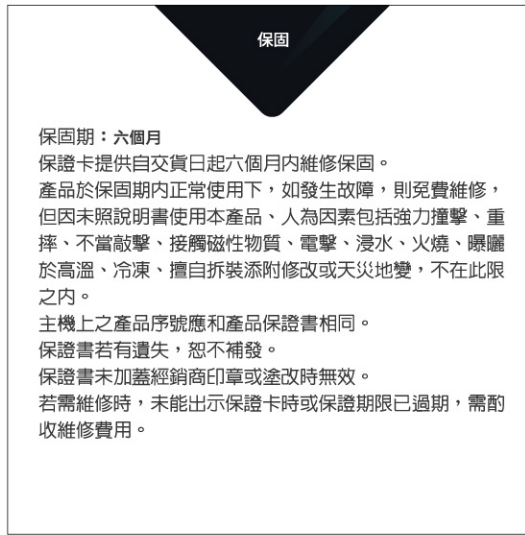 保固
保固期：六個月
保證卡提供自交貨日起六個月內維修保固。
產品於保固期內正常使用下，如發生故障，則免費維修，
但因未照說明書使用本產品、人為因素包括強力撞擊、重
摔、不當敲擊、接觸磁性物質、電擊、浸水、火燒、曝曬
於高溫、冷凍、擅自拆裝添附修改或天災地變，不在此限
之內。
主機上之產品序號應和產品保證書相同。
保證書若有遺失，恕不補發。
保證書未加蓋經銷商印章或塗改時無效。
若需維修時，未能出示保證卡時或保證期限已過期，需酌
收維修費用。